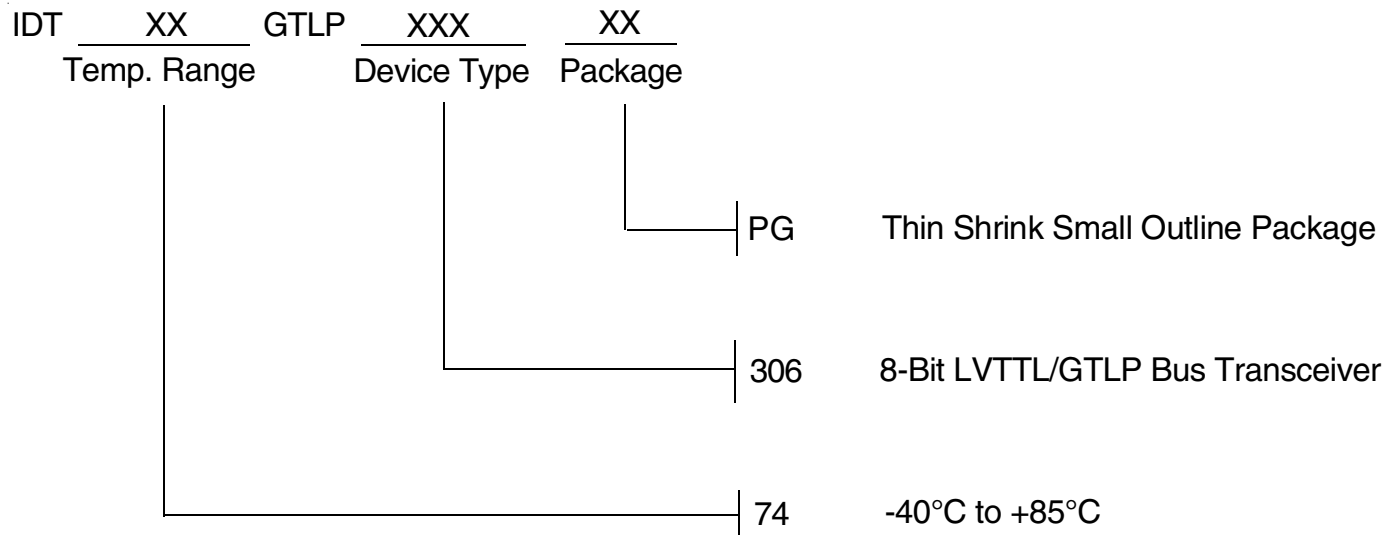 IDT XX GTLP XXX XX
Temp. Range Device Type Package
PG Thin Shrink Small Outline Package
306 8-Bit LVTTL/GTLP Bus Transceiver
74 -40°C to +85°C